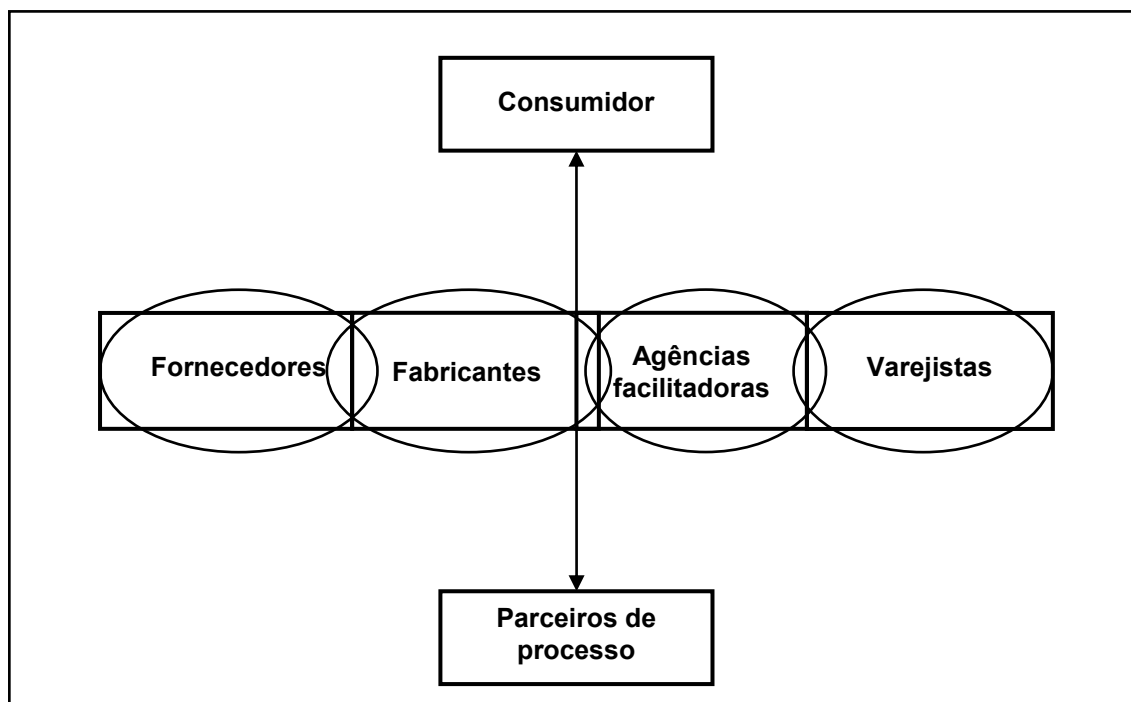 Consumidor
Fornecedores
Fabricantes
Agências
facilitadoras
Varejistas
Parceiros de
processo